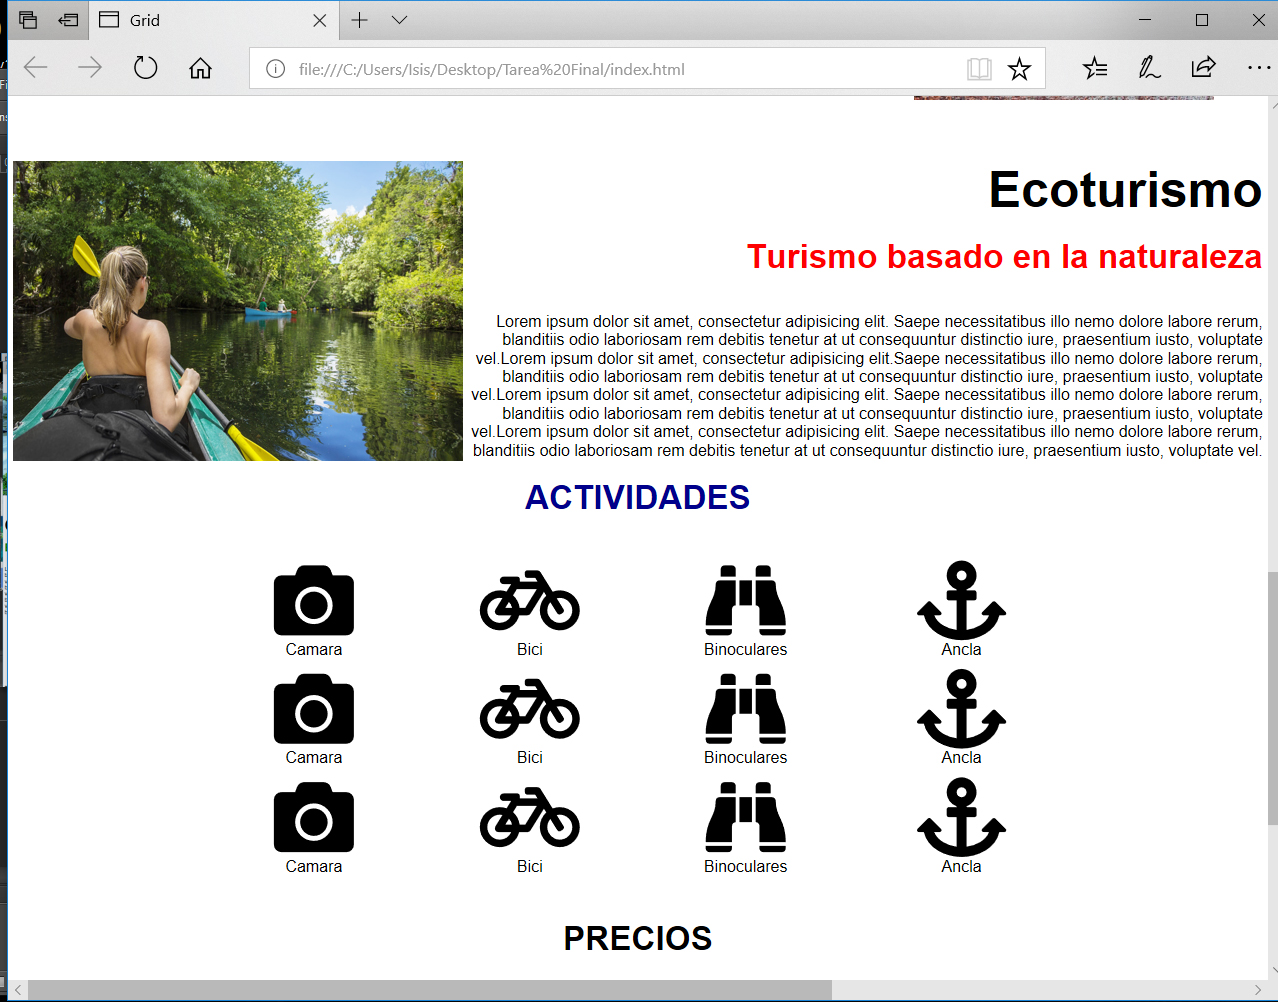 Grid
file:///C:/Users/Isis/Desktop/Tarea%20Final/index.html
Ecoturismo
Turismo basado en la naturaleza
Lorem ipsum dolor sit amet, consectetur adipisicing elit. Saepe necessitatibus illo nemo dolore labore rerum,
blanditiis odio laboriosam rem debitis tenetur at ut consequuntur distinctio iure, praesentium iusto, voluptate
vel.Lorem ipsum dolor sit amet, consectetur adipisicing elit.Saepe necessitatibus illo nemo dolore labore rerum,
blanditiis odio laboriosam rem debitis tenetur at ut consequuntur distinctio iure, praesentium iusto, voluptate
vel.Lorem ipsum dolor sit amet, consectetur adipisicing elit. Saepe necessitatibus illo nemo dolore labore rerum,
blanditiis odio laboriosam rem debitis tenetur at ut consequuntur distinctio iure, praesentium iusto, voluptate
vel.Lorem ipsum dolor sit amet, consectetur adipisicing elit. Saepe necessitatibus illo nemo dolore labore rerum,
blanditiis odio laboriosam rem debitis tenetur at ut consequuntur distinctio iure, praesentium iusto, voluptate vel.
ACTIVIDADES
Camara Bici Binoculares Ancla
Camara Bici Binoculares Ancla
Camara Bici Binoculares Ancla
PRECIOS